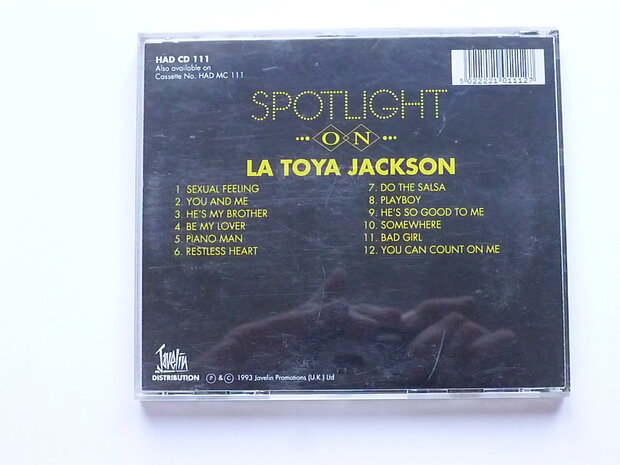 HAD CD 111
Also available on
Cassette No. HAD MC 111
5 022221 011127
SPOTLIGHT
ON
LA TOYA JACKSON
1 SEXUAL FEELING
2 YOU AND ME
3. HE'S MY BROTHER
4. BE MY LOVER
5. PIANO MAN
6. RESTLESS HEART
7. DO THE SALSA
8. PLAYBOY
9. HE'S SO GOOD TO ME
10. SOMEWHERE
11. BAD GIRL
12. YOU CAN COUNT ON ME
Javelin
DISTRIBUTION
Ⓟ & © 1993 Javelin Promotions (U.K.) Ltd